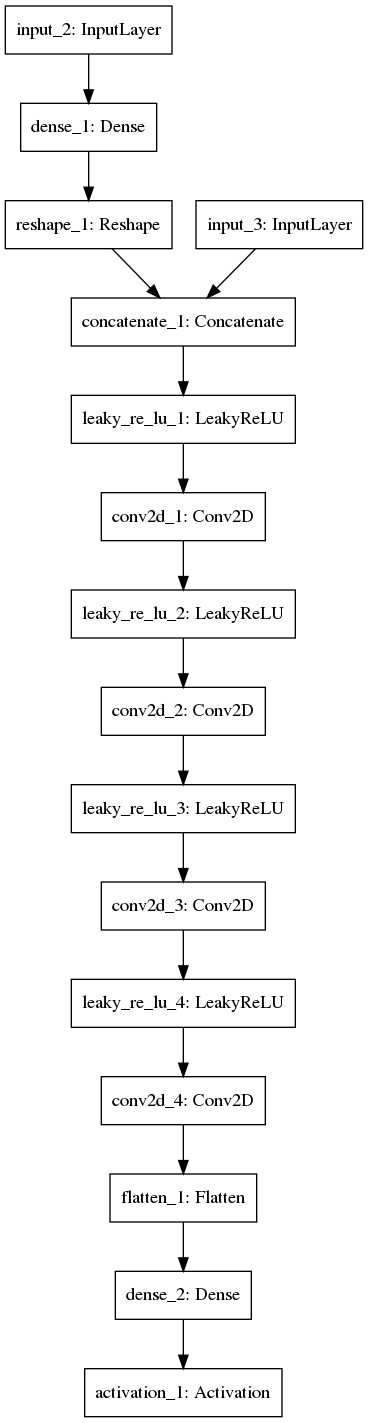 input_2: InputLayer
dense_1: Dense
reshape_1: Reshape
input_3: InputLayer
concatenate_1: Concatenate
leaky_re_lu_1: LeakyReLU
conv2d_1: Conv2D
leaky_re_lu_2: LeakyReLU
conv2d_2: Conv2D
leaky_re_lu_3: LeakyReLU
conv2d_3: Conv2D
leaky_re_lu_4: LeakyReLU
conv2d_4: Conv2D
flatten_1: Flatten
dense_2: Dense
activation_1: Activation